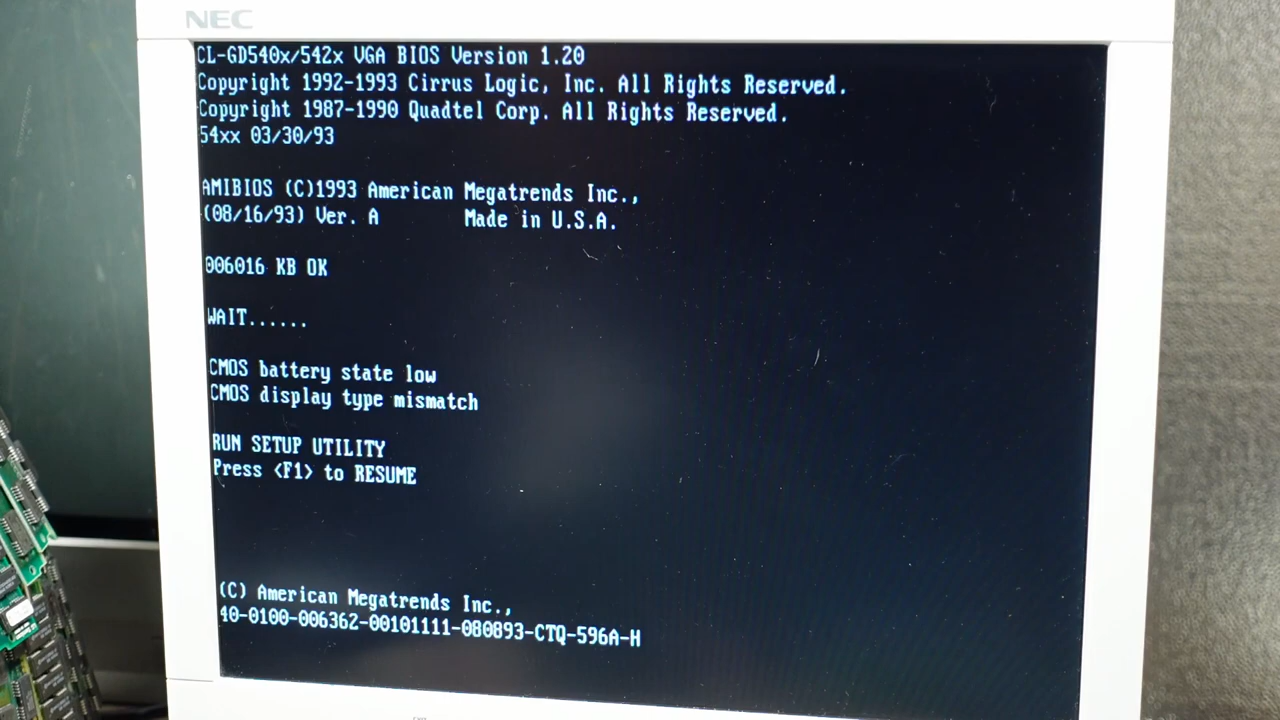 NEC
CL-GD540x/542x VGA BIOS Version 1.20
Copyright 1992-1993 Cirrus Logic, Inc. All Rights Reserved.
Copyright 1987-1990 Quadtel Corp. All Rights Reserved.
54xx 03/30/93
AMIBIOS (C)1993 American Megatrends Inc.,
(08/16/93) Ver. A Made in U.S.A.
006016 KB OK
WAIT......
CMOS battery state low
CMOS display type mismatch
RUN SETUP UTILITY
Press <F1> to RESUME
(C) American Megatrends Inc.,
40-0100-006362-00101111-080893-CTQ-596A-H